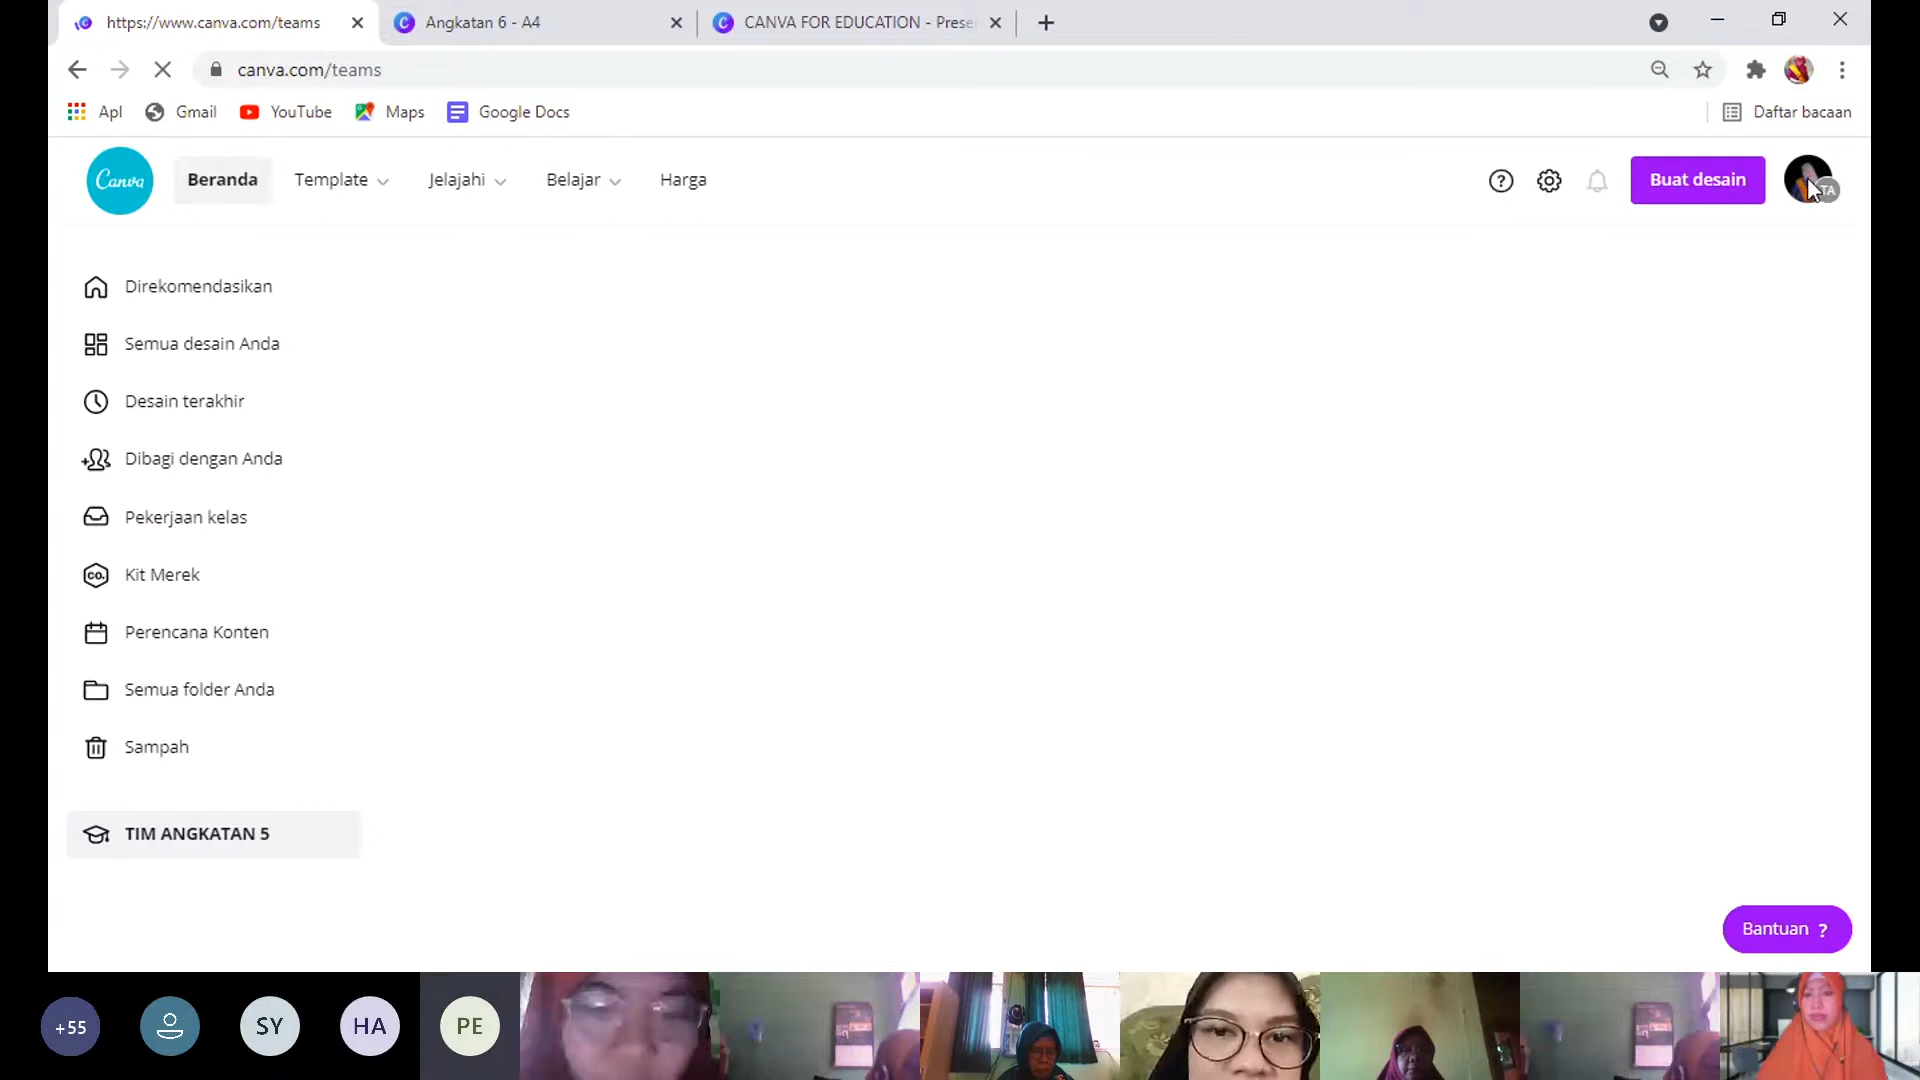 https://www.canva.com/teams
Angkatan 6 - A4
CANVA FOR EDUCATION - Prese
canva.com/teams
Apl
Gmail
YouTube
Maps
Google Docs
Daftar bacaan
Canva
Beranda
Template
Jelajahi
Belajar
Harga
Buat desain
TA
Direkomendasikan
Semua desain Anda
Desain terakhir
Dibagi dengan Anda
Pekerjaan kelas
CO.
Kit Merek
Perencana Konten
Semua folder Anda
Sampah
TIM ANGKATAN 5
Bantuan ?
+55
SY
HA
PE